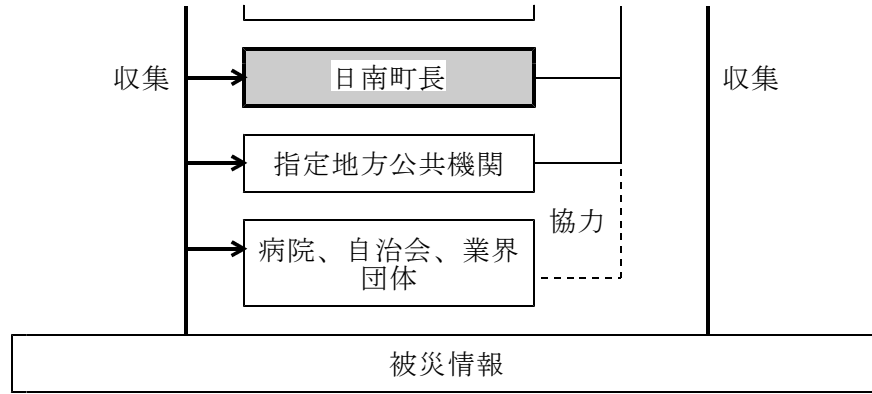 収集
日南町長
収集
指定地方公共機関
協力
病院、自治会、業界
団体
被災情報